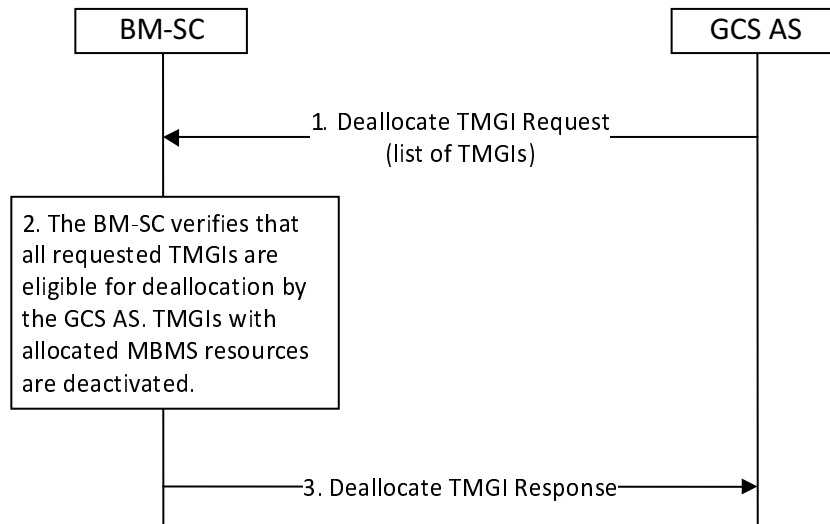 BM-SC
GCS AS
1. Deallocate TMGI Request
(list of TMGIs)
2. The BM-SC verifies that
all requested TMGIs are
eligible for deallocation by
the GCS AS. TMGIs with
allocated MBMS resources
are deactivated.
3. Deallocate TMGI Response